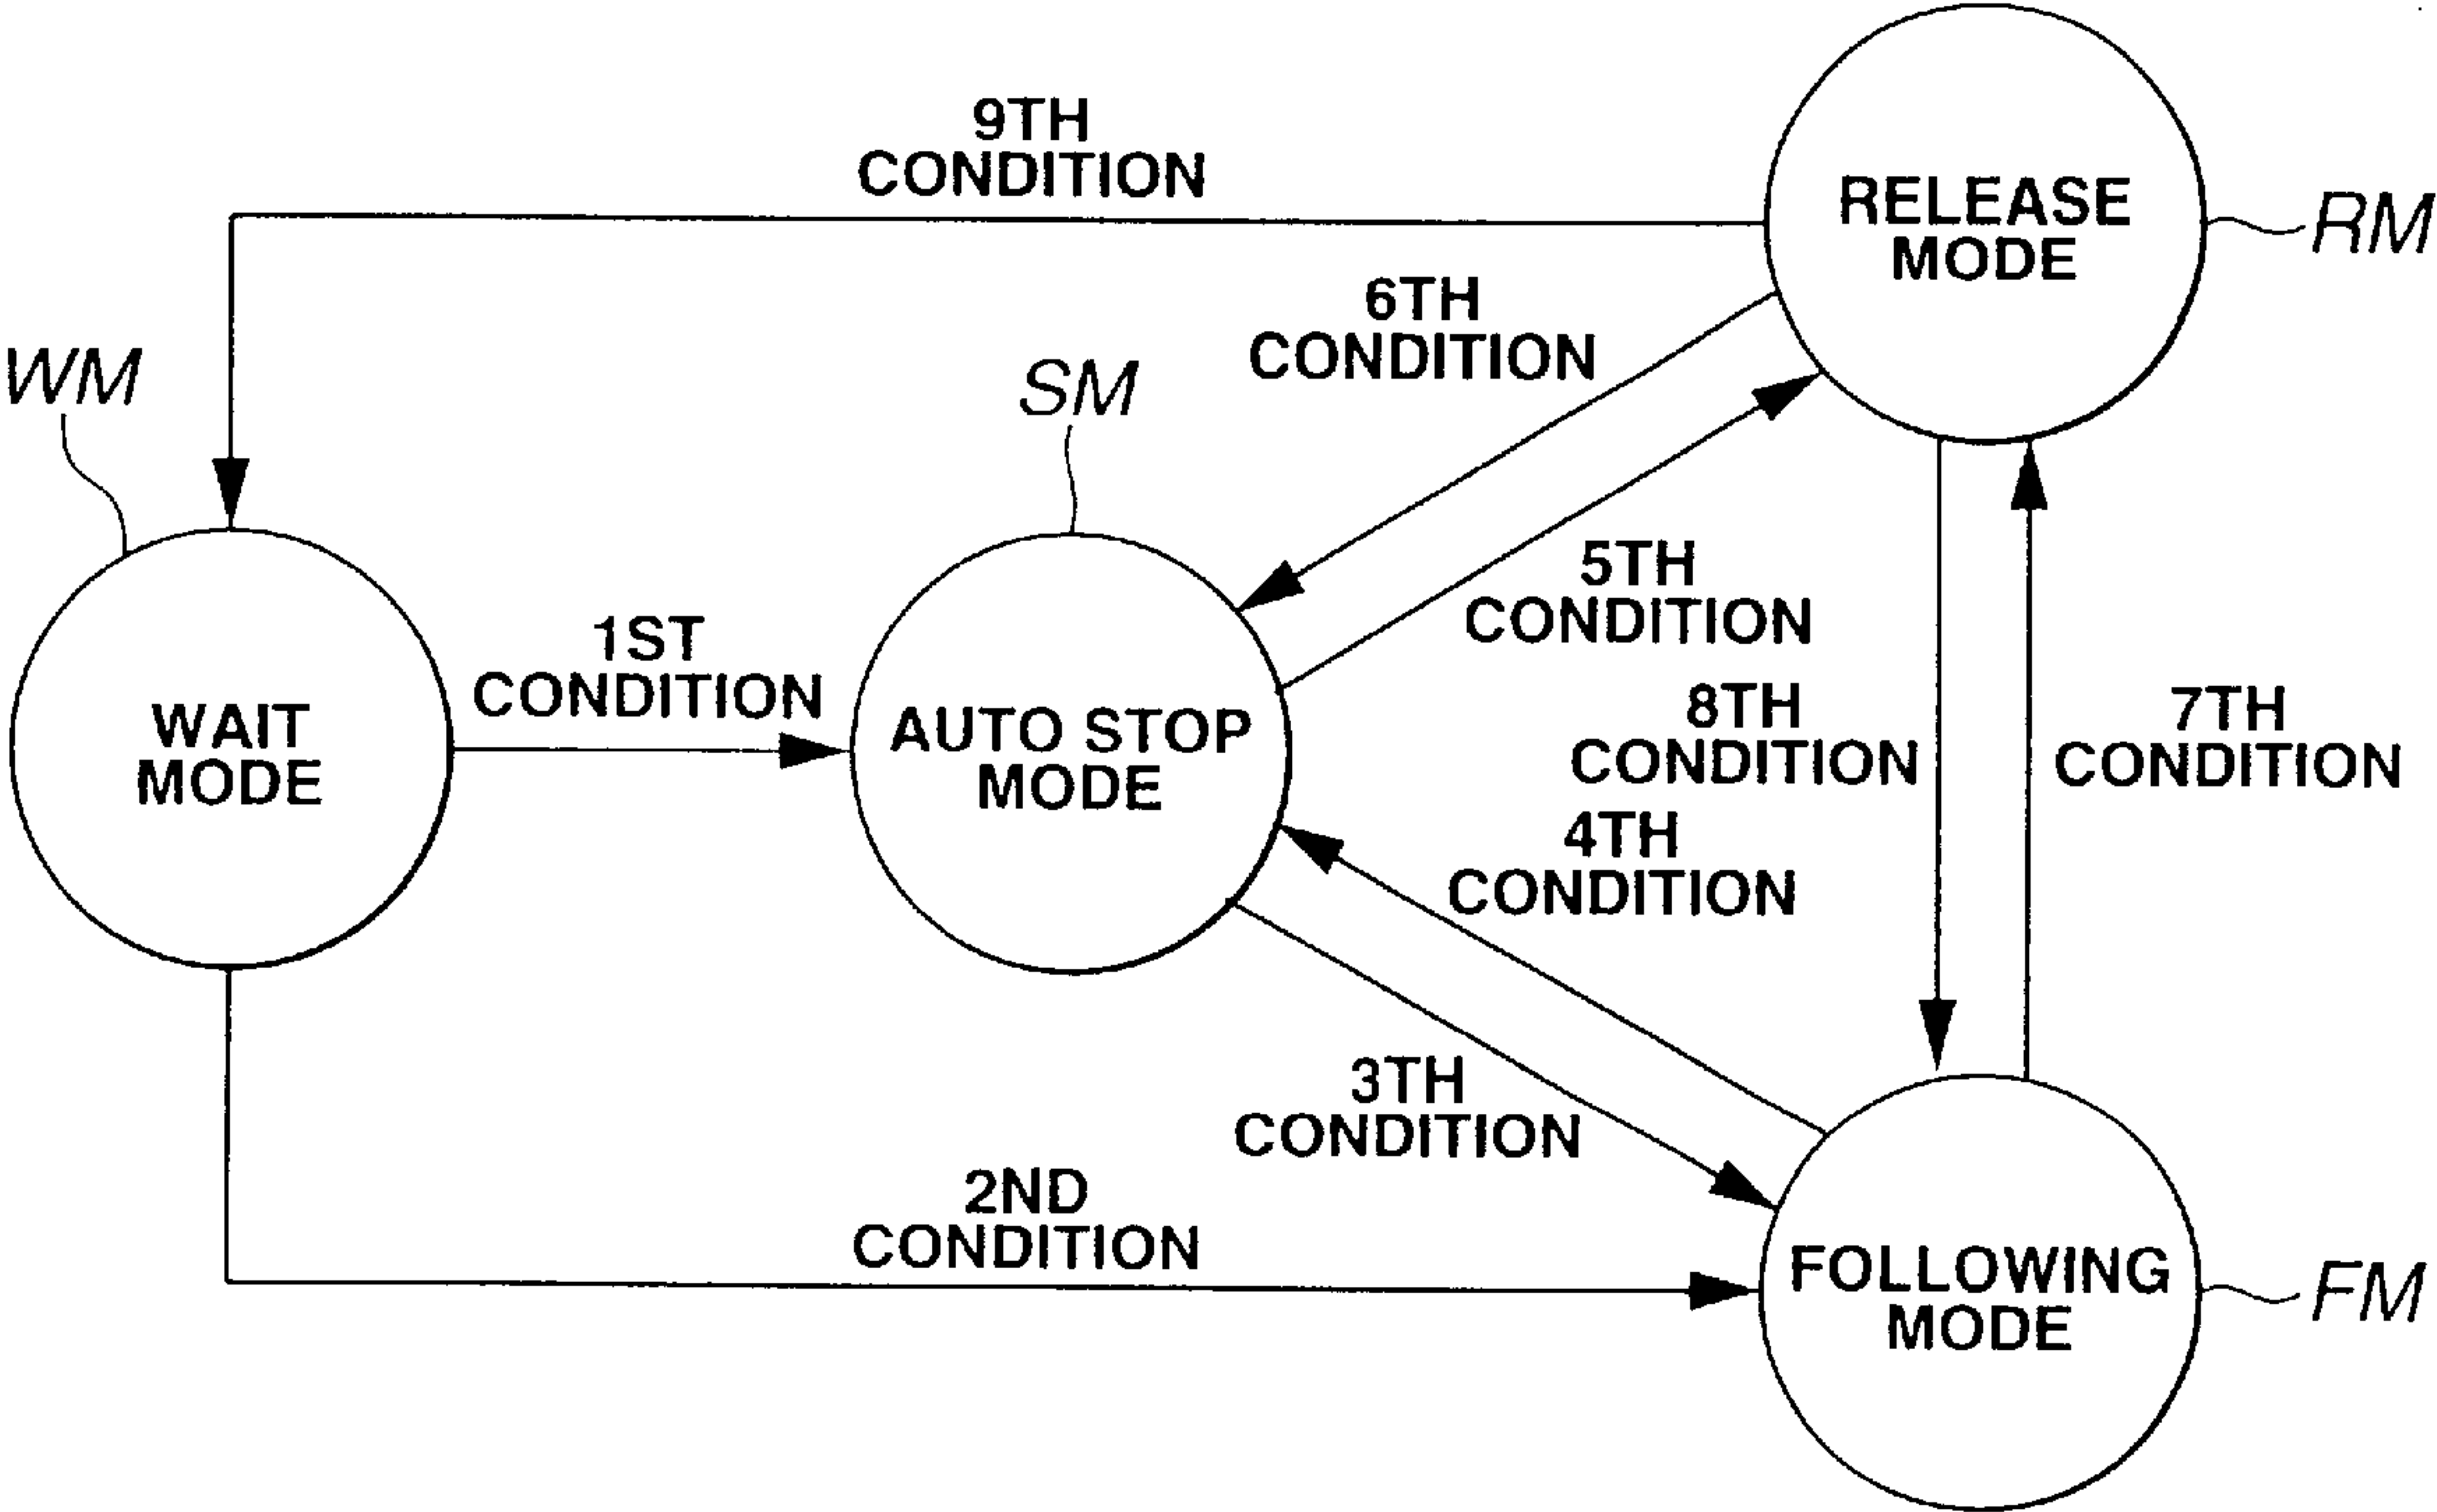 9TH
CONDITION
RELEASE
MODE
RM
6TH
CONDITION
WM
SM
5TH
CONDITION
1ST
CONDITION
WAIT
MODE
AUTO STOP
MODE
8TH
CONDITION
7TH
CONDITION
4TH
CONDITION
3TH
CONDITION
2ND
CONDITION
FOLLOWING
MODE
FM